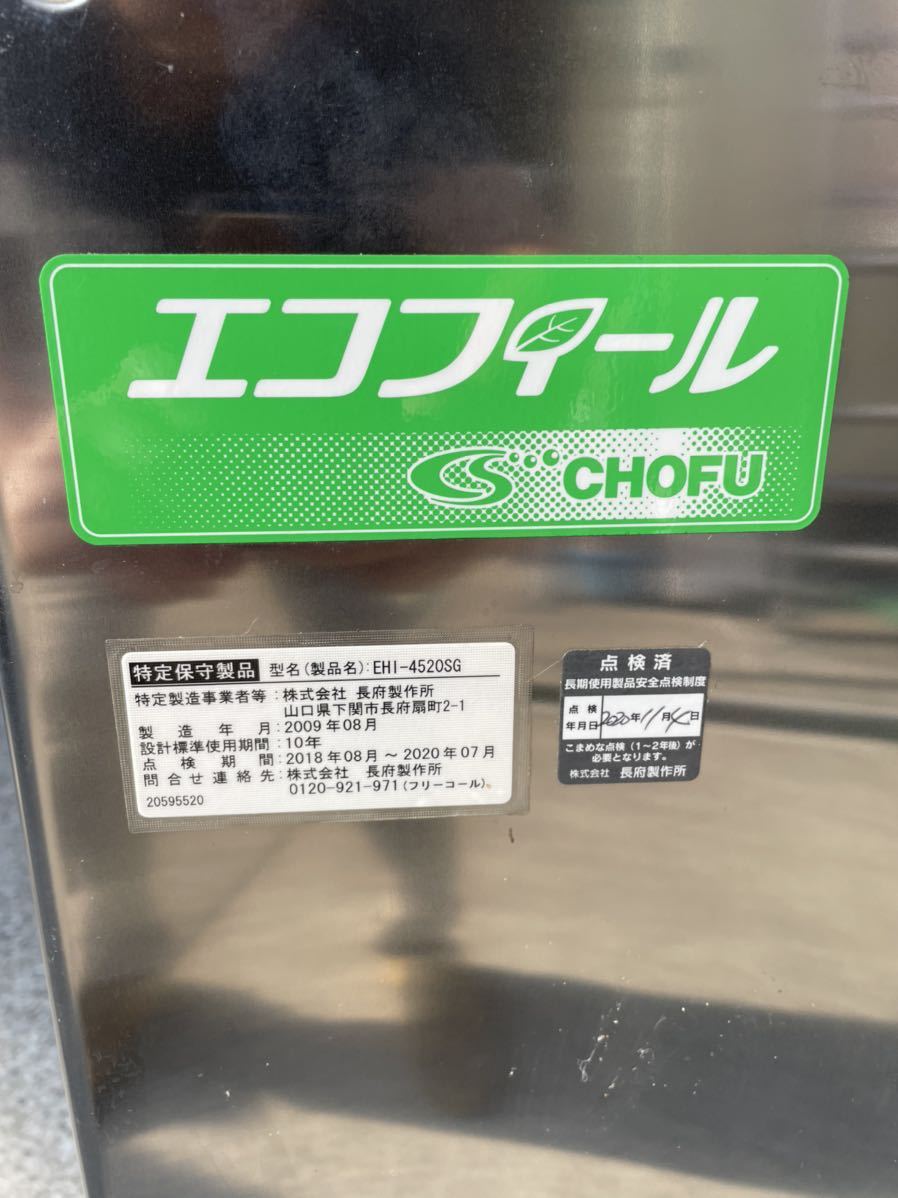 エコフィール
CHOFU
特定保守製品 型名(製品名):EHI-4520SG
特定製造事業者等:株式会社 長府製作所
山口県下関市長府扇町2-1
製造年月:2009年08月
設計標準使用期間:10年
点検期間:2018年08月～2020年07月
問合せ連絡先:株式会社 長府製作所
0120-921-971(フリーコール)
20595520
点検済
長期使用製品安全点検制度
点検
年月日 2020年11月4日
こまめな点検(1～2年後)が
必要となります。
株式会社 長府製作所